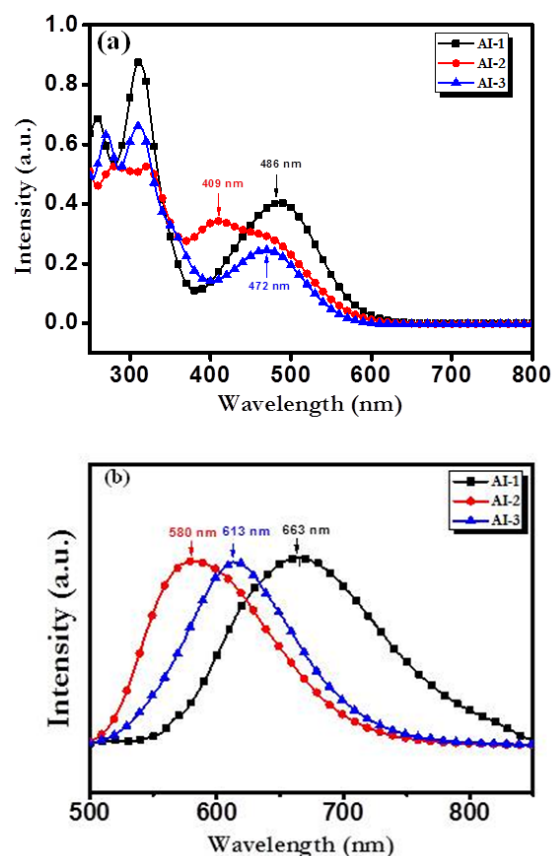 (a)
AI-1
AI-2
AI-3
1.0
0.8
0.6
0.4
0.2
0.0
Intensity (a.u.)
409 nm
486 nm
472 nm
300 400 500 600 700 800
Wavelength (nm)
(b)
AI-1
AI-2
AI-3
580 nm 613 nm 663 nm
Intensity (a.u.)
500 600 700 800
Wavelength (nm)